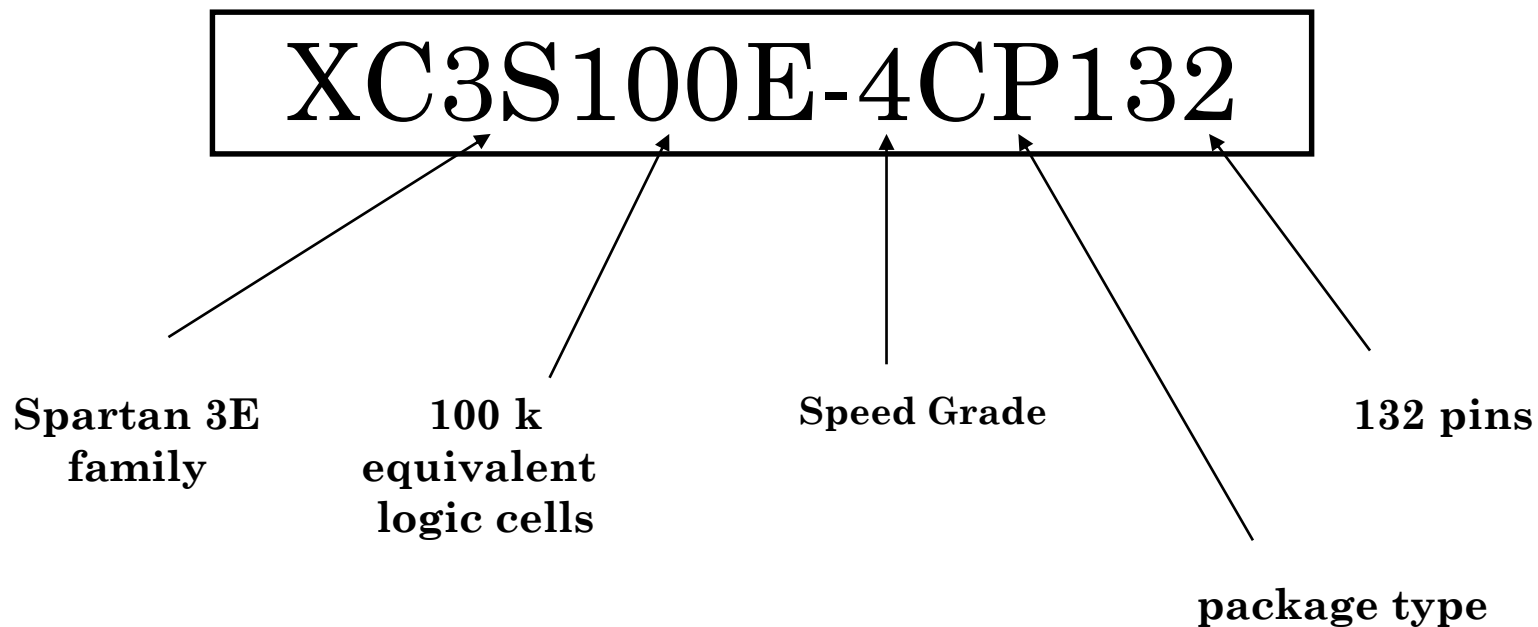 XC3S100E-4CP132
Spartan 3E
family
100 k
equivalent
logic cells
Speed Grade
132 pins
package type